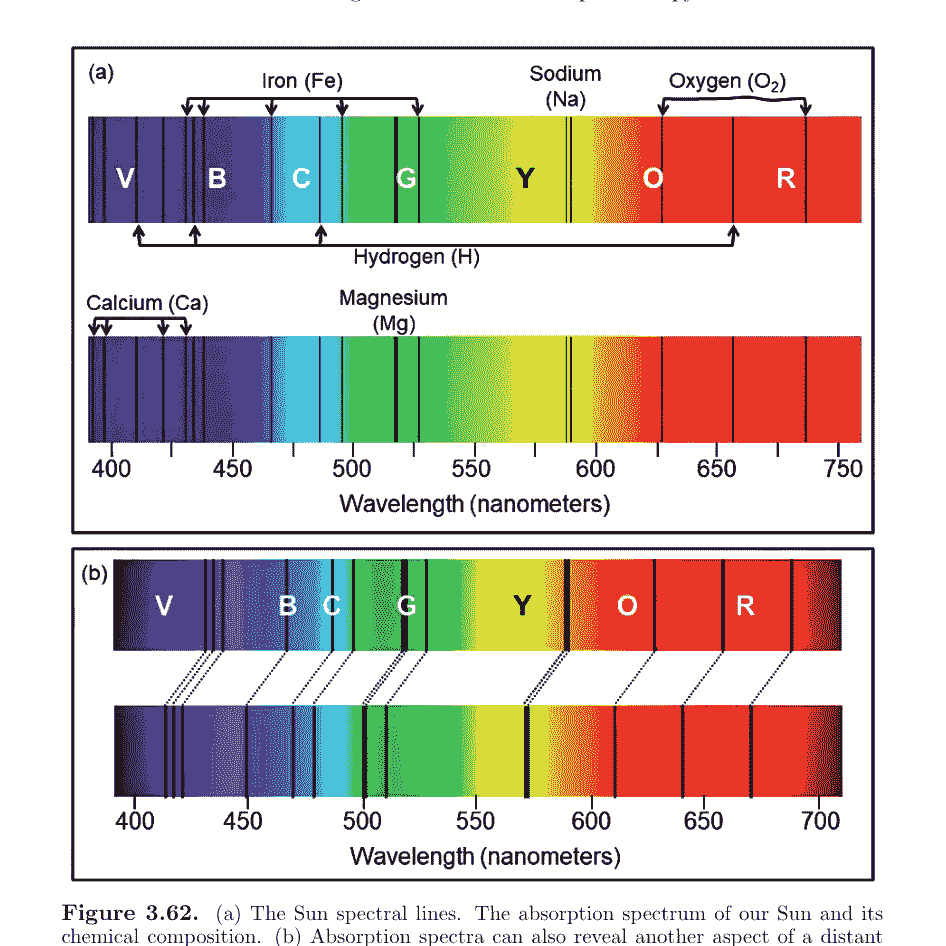 (a)
Iron (Fe)
Sodium
(Na)
Oxygen (O₂)
V B C G Y O R
Hydrogen (H)
Calcium (Ca)
Magnesium
(Mg)
400 450 500 550 600 650 750
Wavelength (nanometers)
(b)
V B C G Y O R
400 450 500 550 600 650 700
Wavelength (nanometers)
Figure 3.62. (a) The Sun spectral lines. The absorption spectrum of our Sun and its
chemical composition. (b) Absorption spectra can also reveal another aspect of a distant